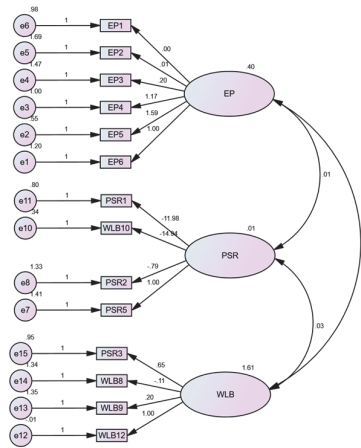 .98
e6 1 EP1
1.69
e5 1 EP2
1.47
e4 1 EP3
1.00
e3 1 EP4
.55
e2 1 EP5
1.20
e1 1 EP6
.00
.01
.20
1.17
1.59
1.00
.40
EP
.01
.80
e11 1 PSR1
.34
e10 1 WLB10
1.33
e8 1 PSR2
1.41
e7 1 PSR5
-11.98
-14.94
-.79
1.00
.01
PSR
.03
.95
e15 1 PSR3
1.34
e14 1 WLB8
1.35
e13 1 WLB9
.01
e12 1 WLB12
.65
-.11
.20
1.00
1.61
WLB